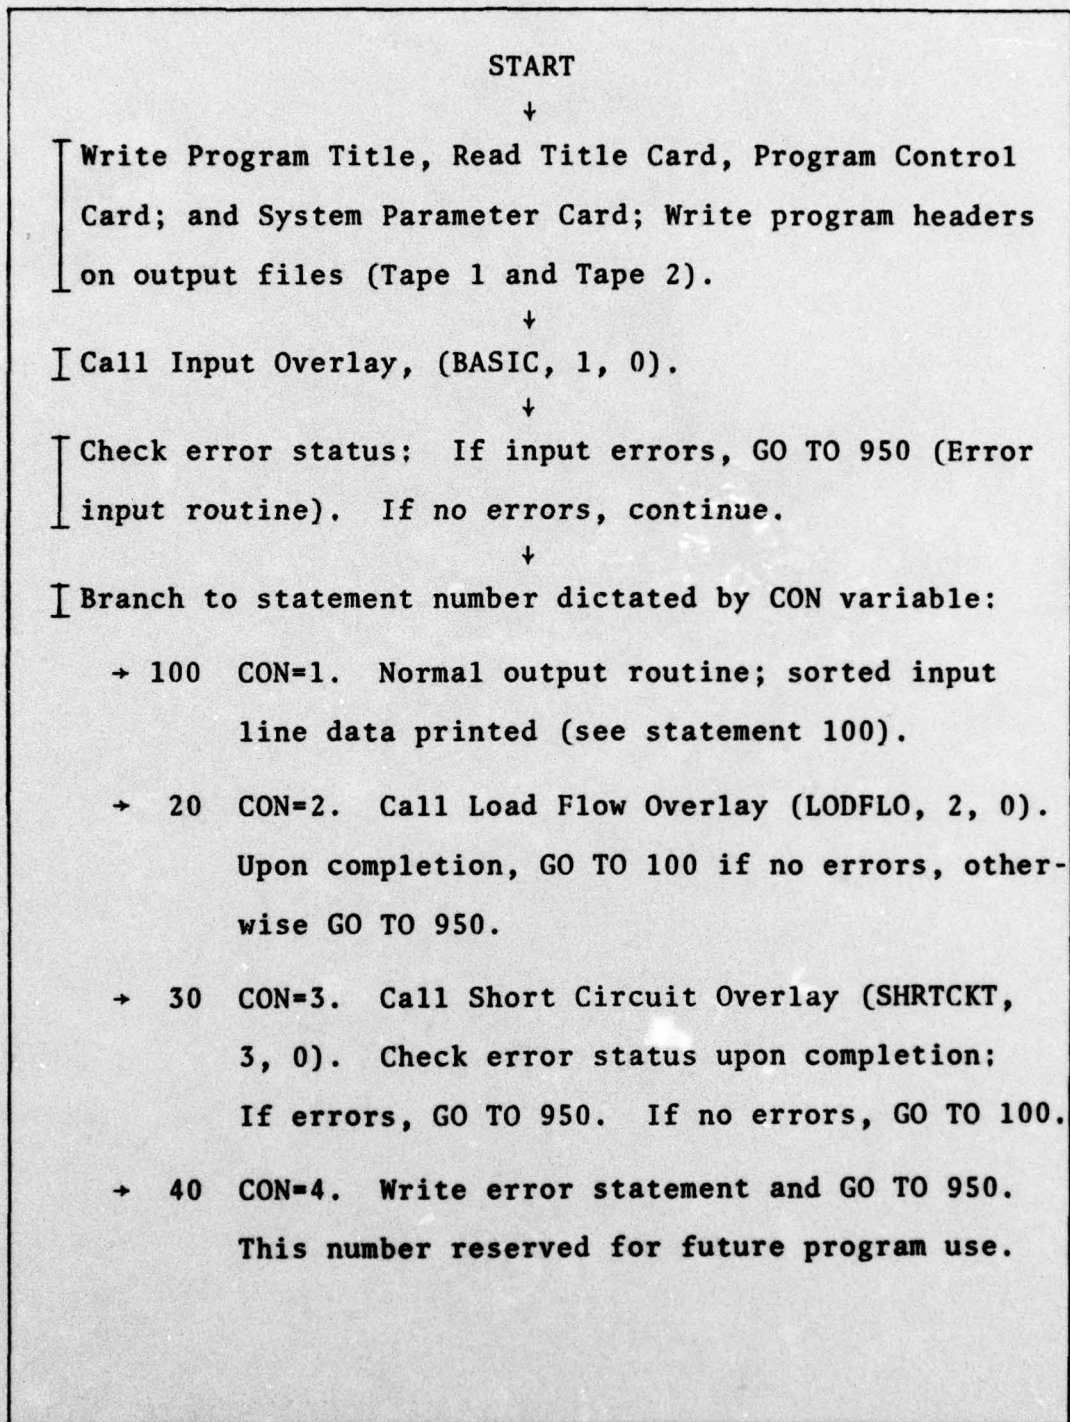 START
↓
Write Program Title, Read Title Card, Program Control
Card; and System Parameter Card; Write program headers
on output files (Tape 1 and Tape 2).
↓
Call Input Overlay, (BASIC, 1, 0).
↓
Check error status: If input errors, GO TO 950 (Error
input routine). If no errors, continue.
↓
Branch to statement number dictated by CON variable:
→ 100 CON=1. Normal output routine; sorted input
line data printed (see statement 100).
→ 20 CON=2. Call Load Flow Overlay (LODFLO, 2, 0).
Upon completion, GO TO 100 if no errors, other-
wise GO TO 950.
→ 30 CON=3. Call Short Circuit Overlay (SHRTCKT,
3, 0). Check error status upon completion:
If errors, GO TO 950. If no errors, GO TO 100.
→ 40 CON=4. Write error statement and GO TO 950.
This number reserved for future program use.